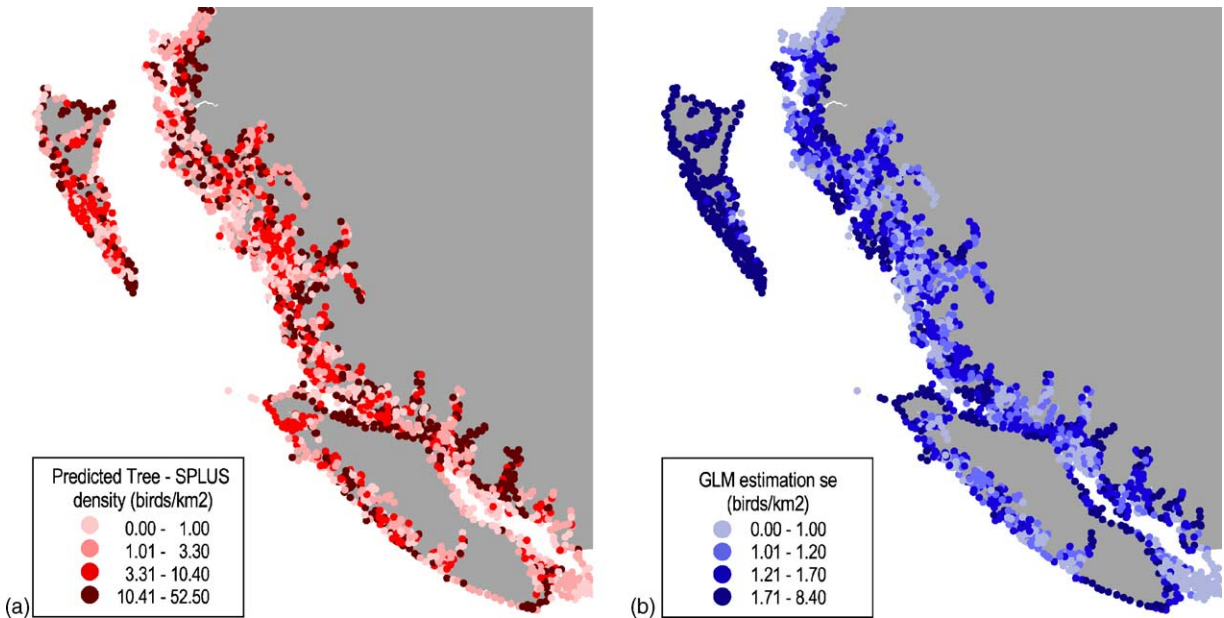 Predicted Tree - SPLUS
density (birds/km2)
0.00 - 1.00
1.01 - 3.30
3.31 - 10.40
10.41 - 52.50
(a)
GLM estimation se
(birds/km2)
0.00 - 1.00
1.01 - 1.20
1.21 - 1.70
1.71 - 8.40
(b)